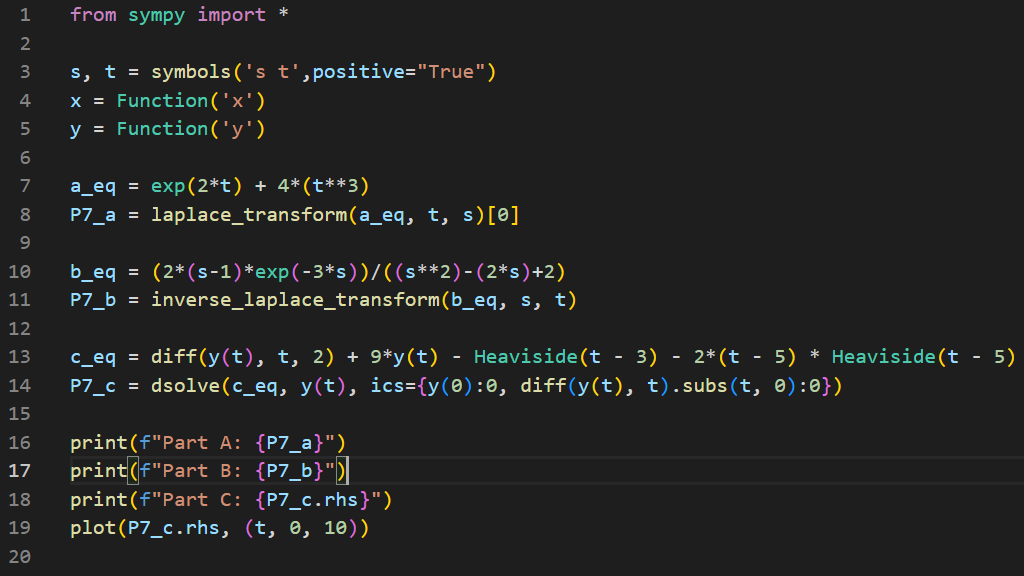 1 from sympy import *
2
3 s, t = symbols('s t',positive="True")
4 x = Function('x')
5 y = Function('y')
6
7 a_eq = exp(2*t) + 4*(t**3)
8 P7_a = laplace_transform(a_eq, t, s)[0]
9
10 b_eq = (2*(s-1)*exp(-3*s))/((s**2)-(2*s)+2)
11 P7_b = inverse_laplace_transform(b_eq, s, t)
12
13 c_eq = diff(y(t), t, 2) + 9*y(t) - Heaviside(t - 3) - 2*(t - 5) * Heaviside(t - 5)
14 P7_c = dsolve(c_eq, y(t), ics={y(0):0, diff(y(t), t).subs(t, 0):0})
15
16 print(f"Part A: {P7_a}")
17 print(f"Part B: {P7_b}")
18 print(f"Part C: {P7_c.rhs}")
19 plot(P7_c.rhs, (t, 0, 10))
20